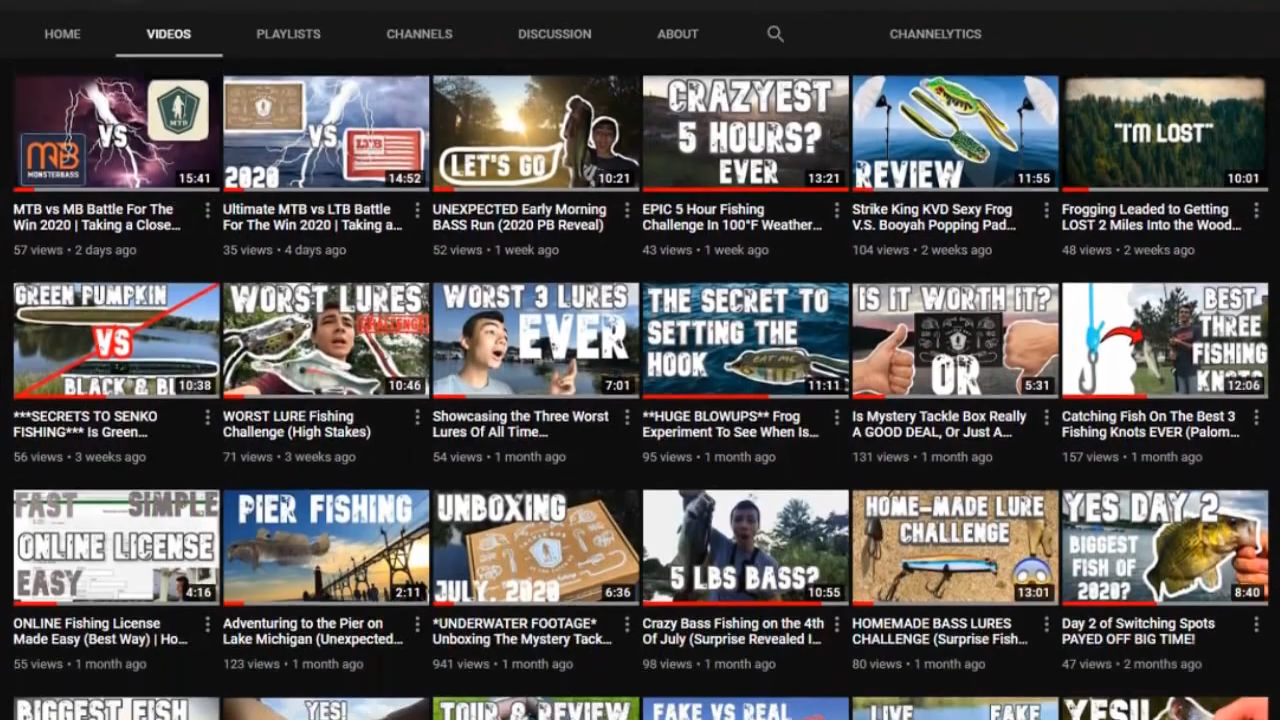 HOME VIDEOS PLAYLISTS CHANNELS DISCUSSION ABOUT CHANNELYTICS
VS
MTB
MB
MONSTERBASS
15:41
MTB vs MB Battle For The
Win 2020 | Taking a Close...
57 views • 2 days ago
VS
LTB
2020
14:52
Ultimate MTB vs LTB Battle
For The Win 2020 | Taking a...
35 views • 4 days ago
LET'S GO
10:21
UNEXPECTED Early Morning
BASS Run (2020 PB Reveal)
52 views • 1 week ago
CRAZYEST
5 HOURS?
EVER
13:21
EPIC 5 Hour Fishing
Challenge In 100°F Weather...
43 views • 1 week ago
REVIEW
11:55
Strike King KVD Sexy Frog
V.S. Booyah Popping Pad...
104 views • 2 weeks ago
"I'M LOST"
10:01
Frogging Leaded to Getting
LOST 2 Miles Into the Wood...
48 views • 2 weeks ago
GREEN PUMPKIN
VS
BLACK & BL
10:38
***SECRETS TO SENKO
FISHING*** Is Green...
56 views • 3 weeks ago
WORST LURES
CHALLENGE
10:46
WORST LURE Fishing
Challenge (High Stakes)
71 views • 3 weeks ago
WORST 3 LURES
EVER
7:01
Showcasing the Three Worst
Lures Of All Time...
54 views • 1 month ago
THE SECRET TO
SETTING THE
HOOK
EAT ME
11:11
**HUGE BLOWUPS** Frog
Experiment To See When Is...
95 views • 1 month ago
IS IT WORTH IT?
OR
5:31
Is Mystery Tackle Box Really
A GOOD DEAL, Or Just A...
131 views • 1 month ago
BEST
THREE
FISHING
KNOTS
12:06
Catching Fish On The Best 3
Fishing Knots EVER (Palom...
157 views • 1 month ago
FAST SIMPLE
ONLINE LICENSE
EASY
4:16
ONLINE Fishing License
Made Easy (Best Way) | Ho...
55 views • 1 month ago
PIER FISHING
2:11
Adventuring to the Pier on
Lake Michigan (Unexpected...
123 views • 1 month ago
UNBOXING
JULY, 2020
6:36
*UNDERWATER FOOTAGE*
Unboxing The Mystery Tack...
941 views • 1 month ago
5 LBS BASS?
10:55
Crazy Bass Fishing on the 4th
Of July (Surprise Revealed I...
98 views • 1 month ago
HOME-MADE LURE
CHALLENGE
13:01
HOMEMADE BASS LURES
CHALLENGE (Surprise Fish...
80 views • 1 month ago
YES DAY 2
BIGGEST
FISH OF
2020?
8:40
Day 2 of Switching Spots
PAYED OFF BIG TIME!
47 views • 2 months ago
BIGGEST FISH
YES!
TOUR & REVIEW
FAKE VS REAL
LIVE FAKE
YES!!